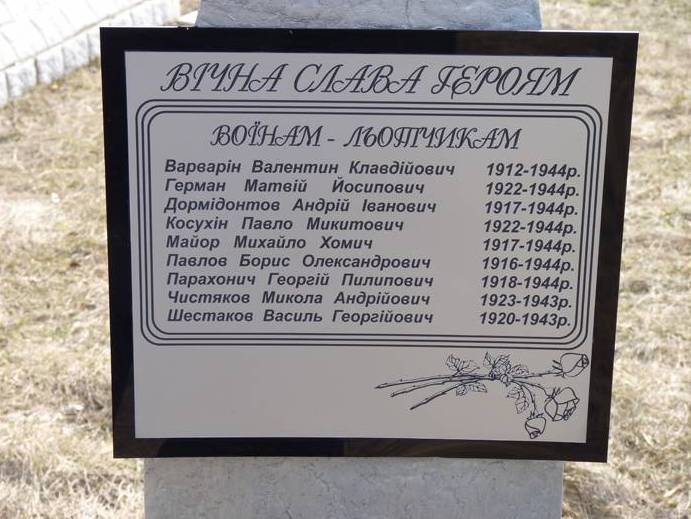 ВІЧНА СЛАВА ГЕРОЯМ
ВОЇНАМ - ЛЬОТЧИКАМ
Варварін Валентин Клавдійович 1912-1944р.
Герман Матвій Йосипович 1922-1944р.
Дормідонтов Андрій Іванович 1917-1944р.
Косухін Павло Микитович 1922-1944р.
Майор Михайло Хомич 1917-1944р.
Павлов Борис Олександрович 1916-1944р.
Парахонич Георгій Пилипович 1918-1944р.
Чистяков Микола Андрійович 1923-1943р.
Шестаков Василь Георгійович 1920-1943р.